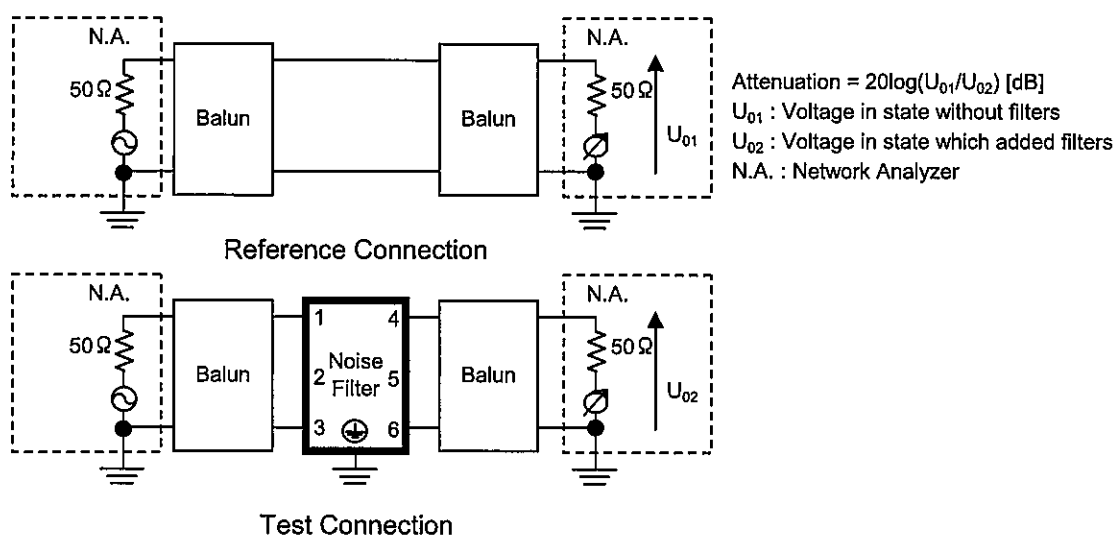 N.A.
N.A.
50Ω
Balun
Balun
50Ω
U₀₁
Attenuation = 20log(U₀₁/U₀₂) [dB]
U₀₁ : Voltage in state without filters
U₀₂ : Voltage in state which added filters
N.A. : Network Analyzer
Reference Connection
N.A.
N.A.
50Ω
Balun
1 4
2 Noise 5
Filter
3 6
Balun
50Ω
U₀₂
Test Connection